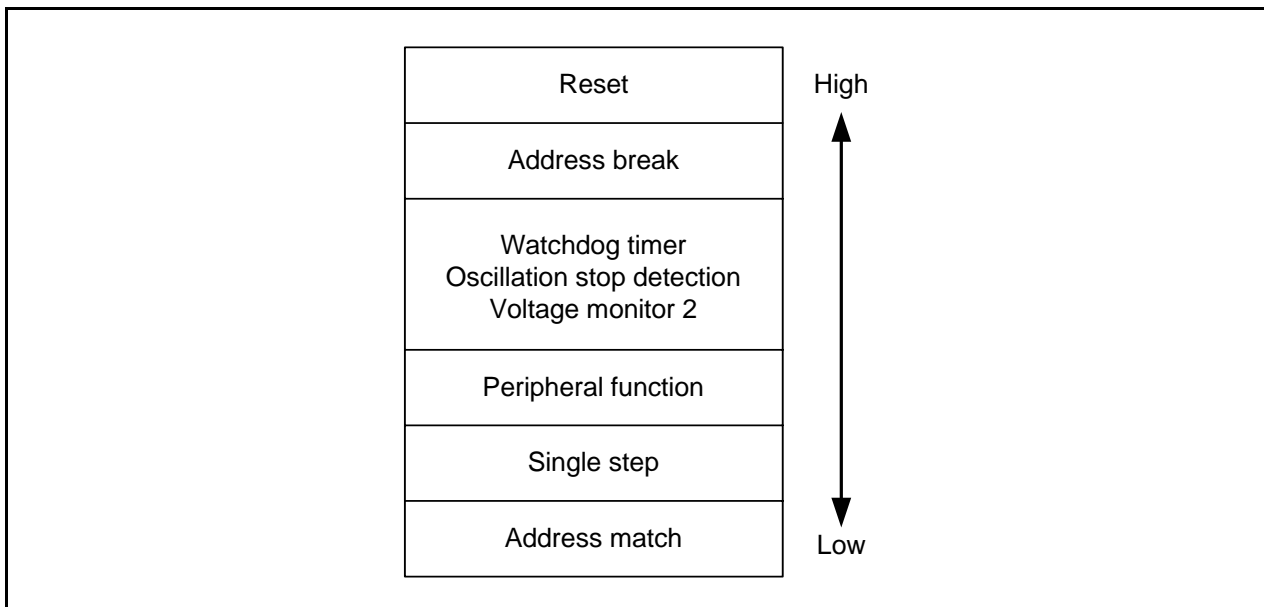 Reset
High
Address break
Watchdog timer
Oscillation stop detection
Voltage monitor 2
Peripheral function
Single step
Address match
Low